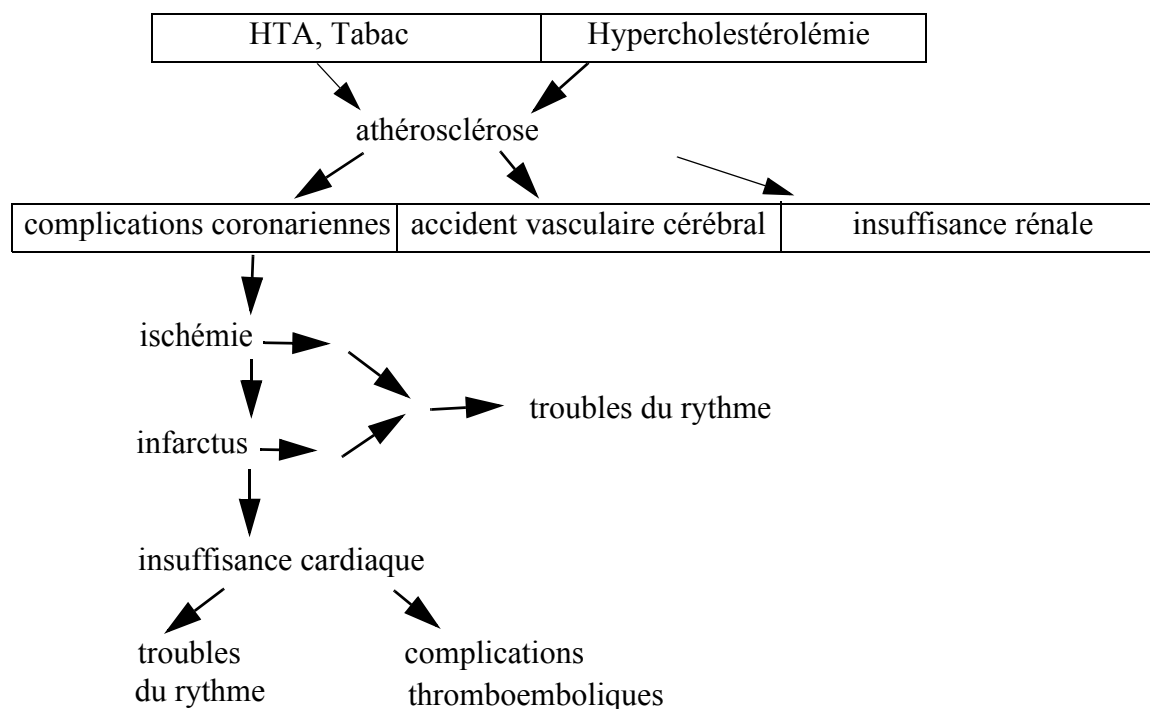 HTA, Tabac
Hypercholestérolémie
athérosclérose
complications coronariennes
accident vasculaire cérébral
insuffisance rénale
ischémie
troubles du rythme
infarctus
insuffisance cardiaque
troubles
du rythme
complications
thromboemboliques